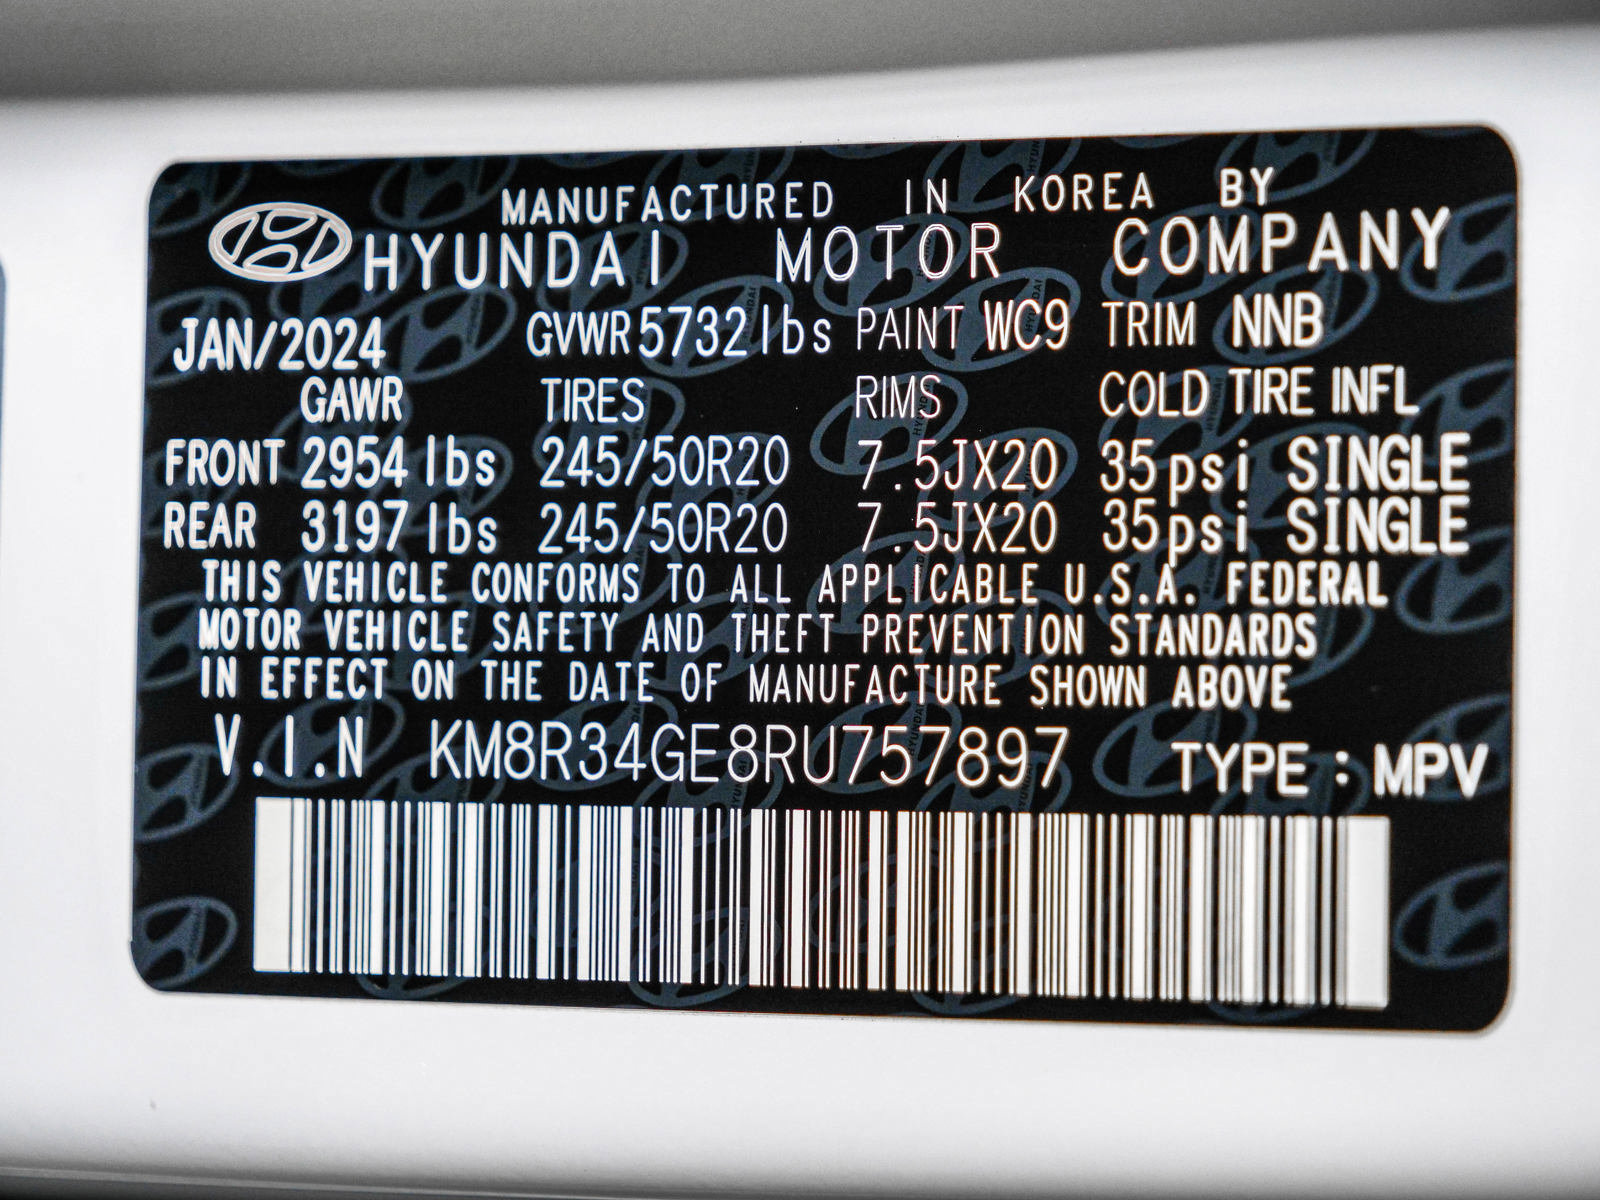 MANUFACTURED IN KOREA BY
HYUNDAI MOTOR COMPANY
JAN/2024 GVWR 5732 lbs PAINT WC9 TRIM NNB
GAWR TIRES RIMS COLD TIRE INFL
FRONT 2954 lbs 245/50R20 7.5JX20 35psi SINGLE
REAR 3197 lbs 245/50R20 7.5JX20 35psi SINGLE
THIS VEHICLE CONFORMS TO ALL APPLICABLE U.S.A. FEDERAL
MOTOR VEHICLE SAFETY AND THEFT PREVENTION STANDARDS
IN EFFECT ON THE DATE OF MANUFACTURE SHOWN ABOVE
V.I.N KM8R34GE8RU757897 TYPE : MPV